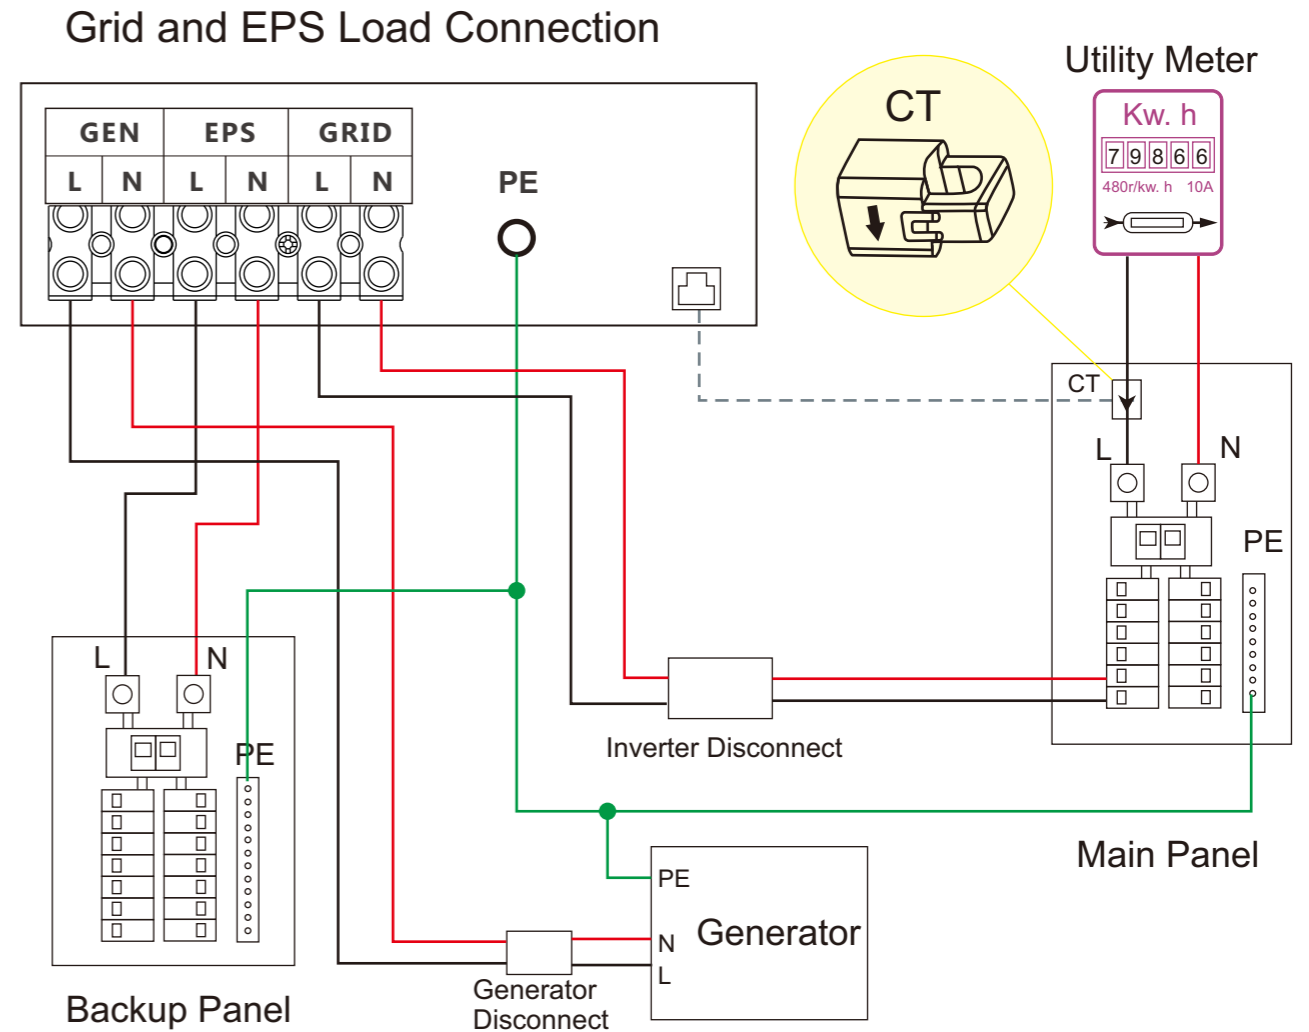 Grid and EPS Load Connection
GEN EPS GRID
L N L N L N
PE
CT
Utility Meter
Kw. h
79866
480r/kw. h 10A
CT
L N
PE
L N
PE
Inverter Disconnect
Main Panel
PE
Generator
N
L
Generator
Disconnect
Backup Panel